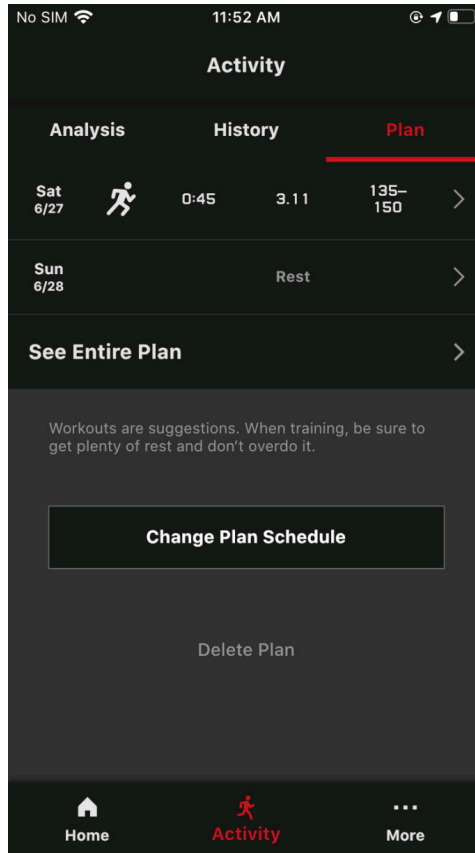 No SIM 11:52 AM
Activity
Analysis History Plan
Sat
6/27
0:45 3.11
135–
150
Sun
6/28
Rest
See Entire Plan
Workouts are suggestions. When training, be sure to
get plenty of rest and don't overdo it.
Change Plan Schedule
Delete Plan
Home Activity More